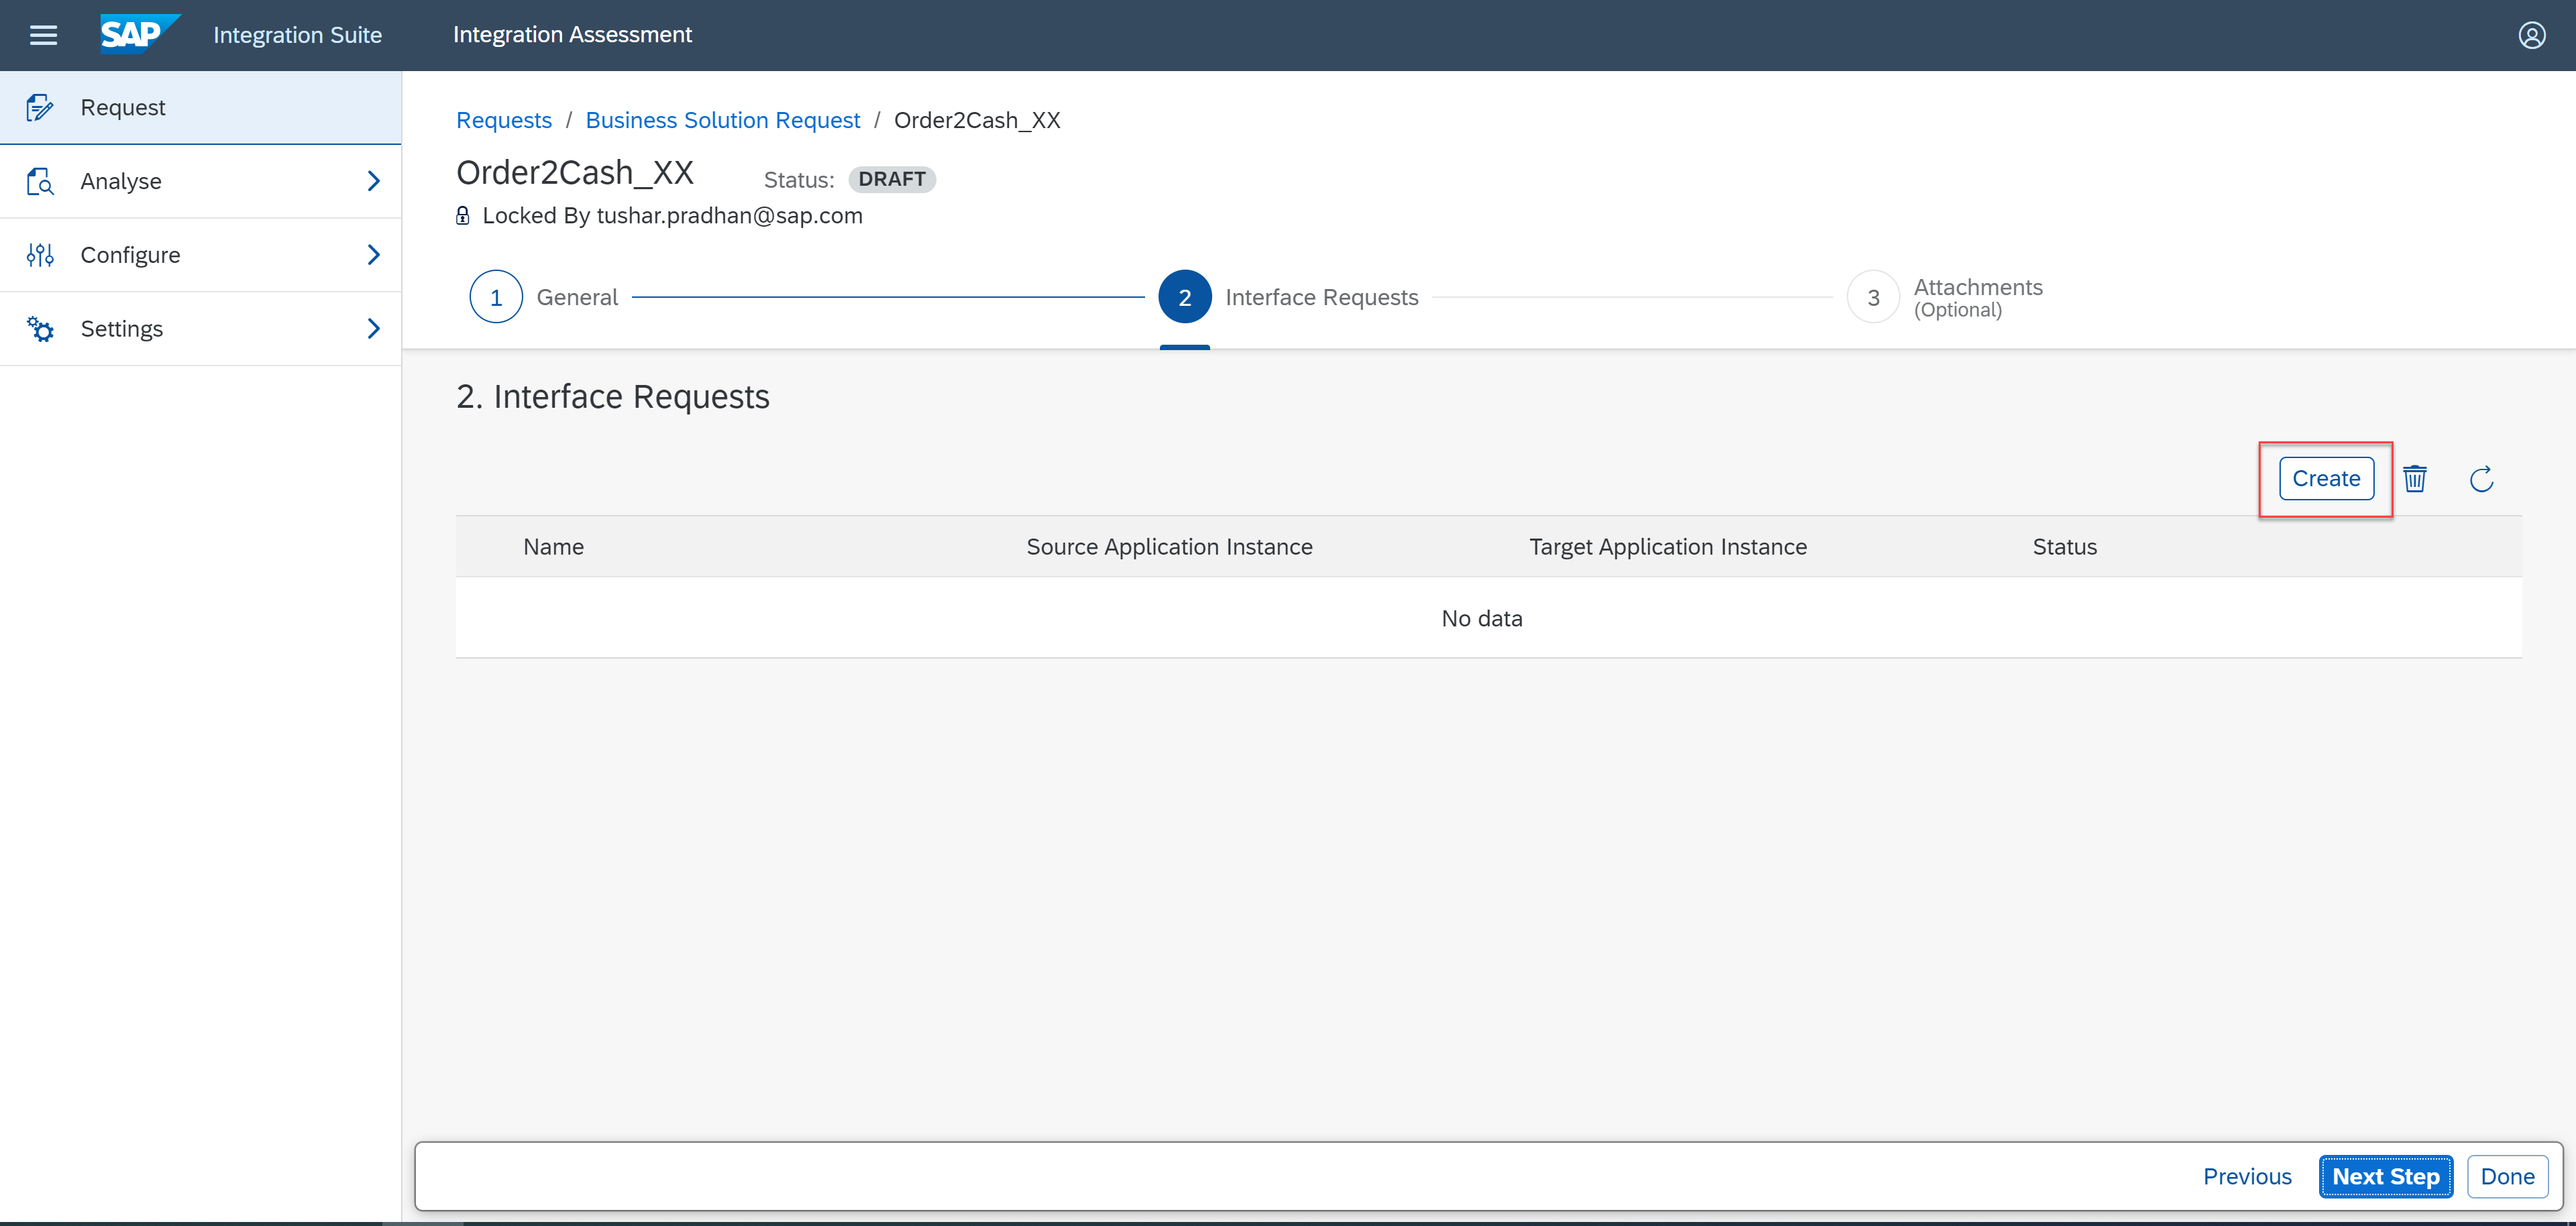 SAP Integration Suite Integration Assessment
Request
Analyse
Configure
Settings
Requests / Business Solution Request / Order2Cash_XX
Order2Cash_XX Status: DRAFT
Locked By tushar.pradhan@sap.com
1 General 2 Interface Requests 3 Attachments
(Optional)
2. Interface Requests
Create
Name Source Application Instance Target Application Instance Status
No data
Previous Next Step Done